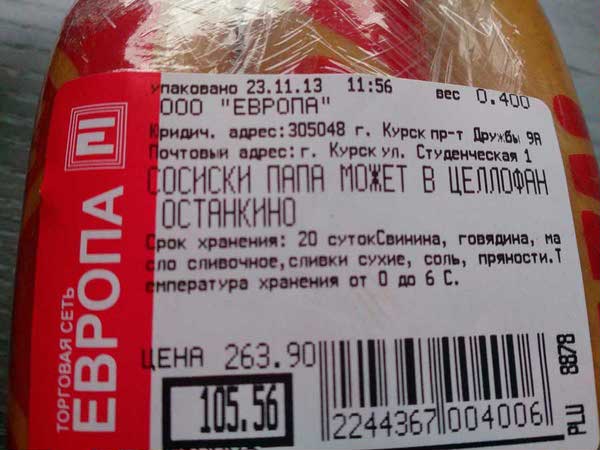 упаковано 23.11.13 11:56 вес 0.400
ООО "ЕВРОПА"
Юридич. адрес:305048 г. Курск пр-т Дружбы 9А
Почтовый адрес:г. Курск ул. Студенческая 1
СОСИСКИ ПАПА МОЖЕТ В ЦЕЛЛОФАН
ОСТАНКИНО
Срок хранения: 20 сутокСвинина, говядина, ма
сло сливочное,сливки сухие, соль, пряности.Т
емпература хранения от 0 до 6 С.
ЦЕНА 263.90
105.56
2244367 004006
PLU 8878
ТОРГОВАЯ СЕТЬ
ЕВРОПА